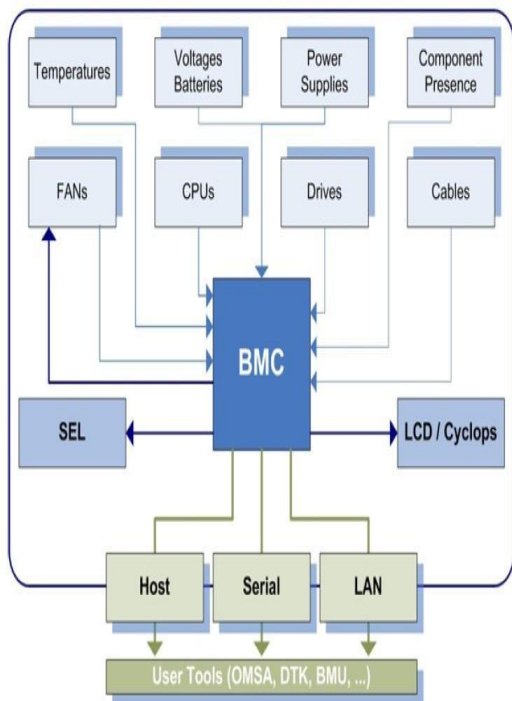 Temperatures
Voltages
Batteries
Power
Supplies
Component
Presence
FANs
CPUs
Drives
Cables
BMC
SEL
LCD / Cyclops
Host
Serial
LAN
User Tools (OMSA, DTK, BMU, ...)